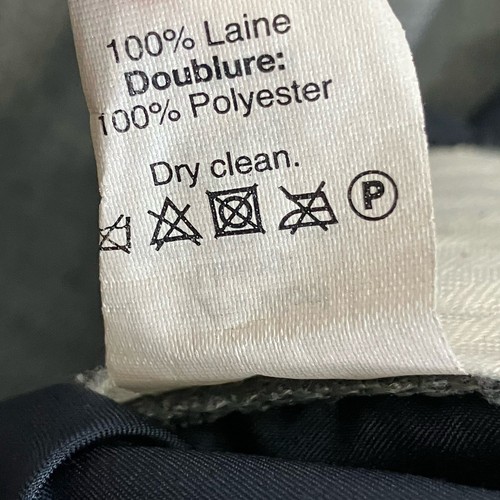 100% Laine
Doublure:
100% Polyester
Dry clean.
P